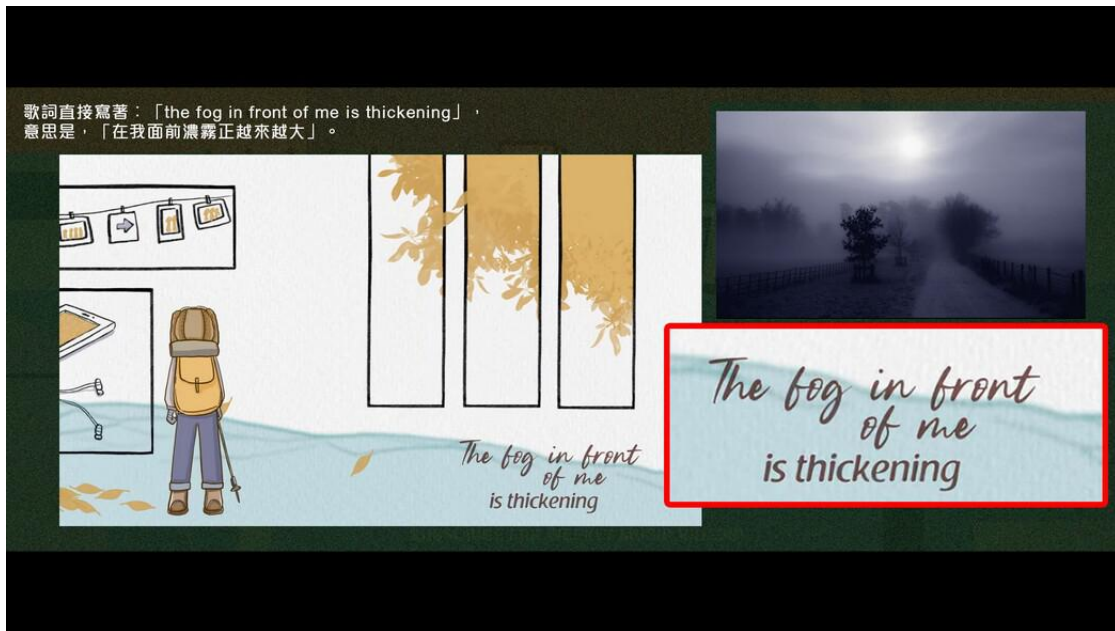 歌詞直接寫著：「the fog in front of me is thickening」，
意思是，「在我面前濃霧正越來越大」。
The fog in front
of me
is thickening
The fog in front
of me
is thickening